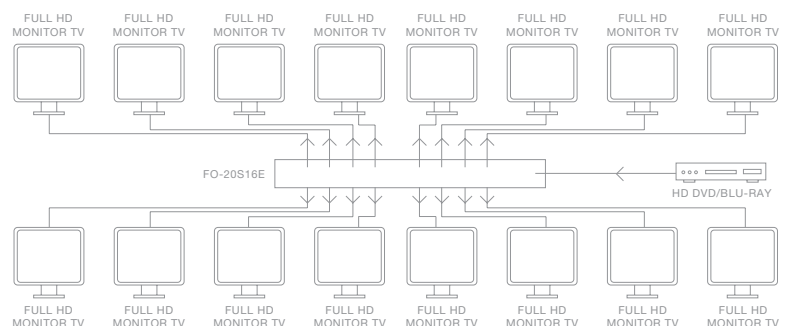 FULL HD FULL HD FULL HD FULL HD FULL HD FULL HD FULL HD FULL HD
MONITOR TV MONITOR TV MONITOR TV MONITOR TV MONITOR TV MONITOR TV MONITOR TV MONITOR TV
FO-20S16E
HD DVD/BLU-RAY
FULL HD FULL HD FULL HD FULL HD FULL HD FULL HD FULL HD FULL HD
MONITOR TV MONITOR TV MONITOR TV MONITOR TV MONITOR TV MONITOR TV MONITOR TV MONITOR TV